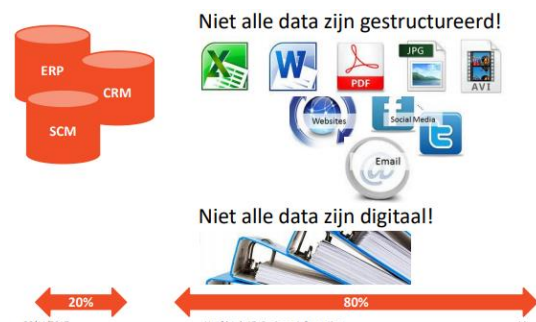 Niet alle data zijn gestructureerd!
ERP
CRM
SCM
PDF
JPG
AVI
Websites
Social Media
Email
Niet alle data zijn digitaal!
20%
80%